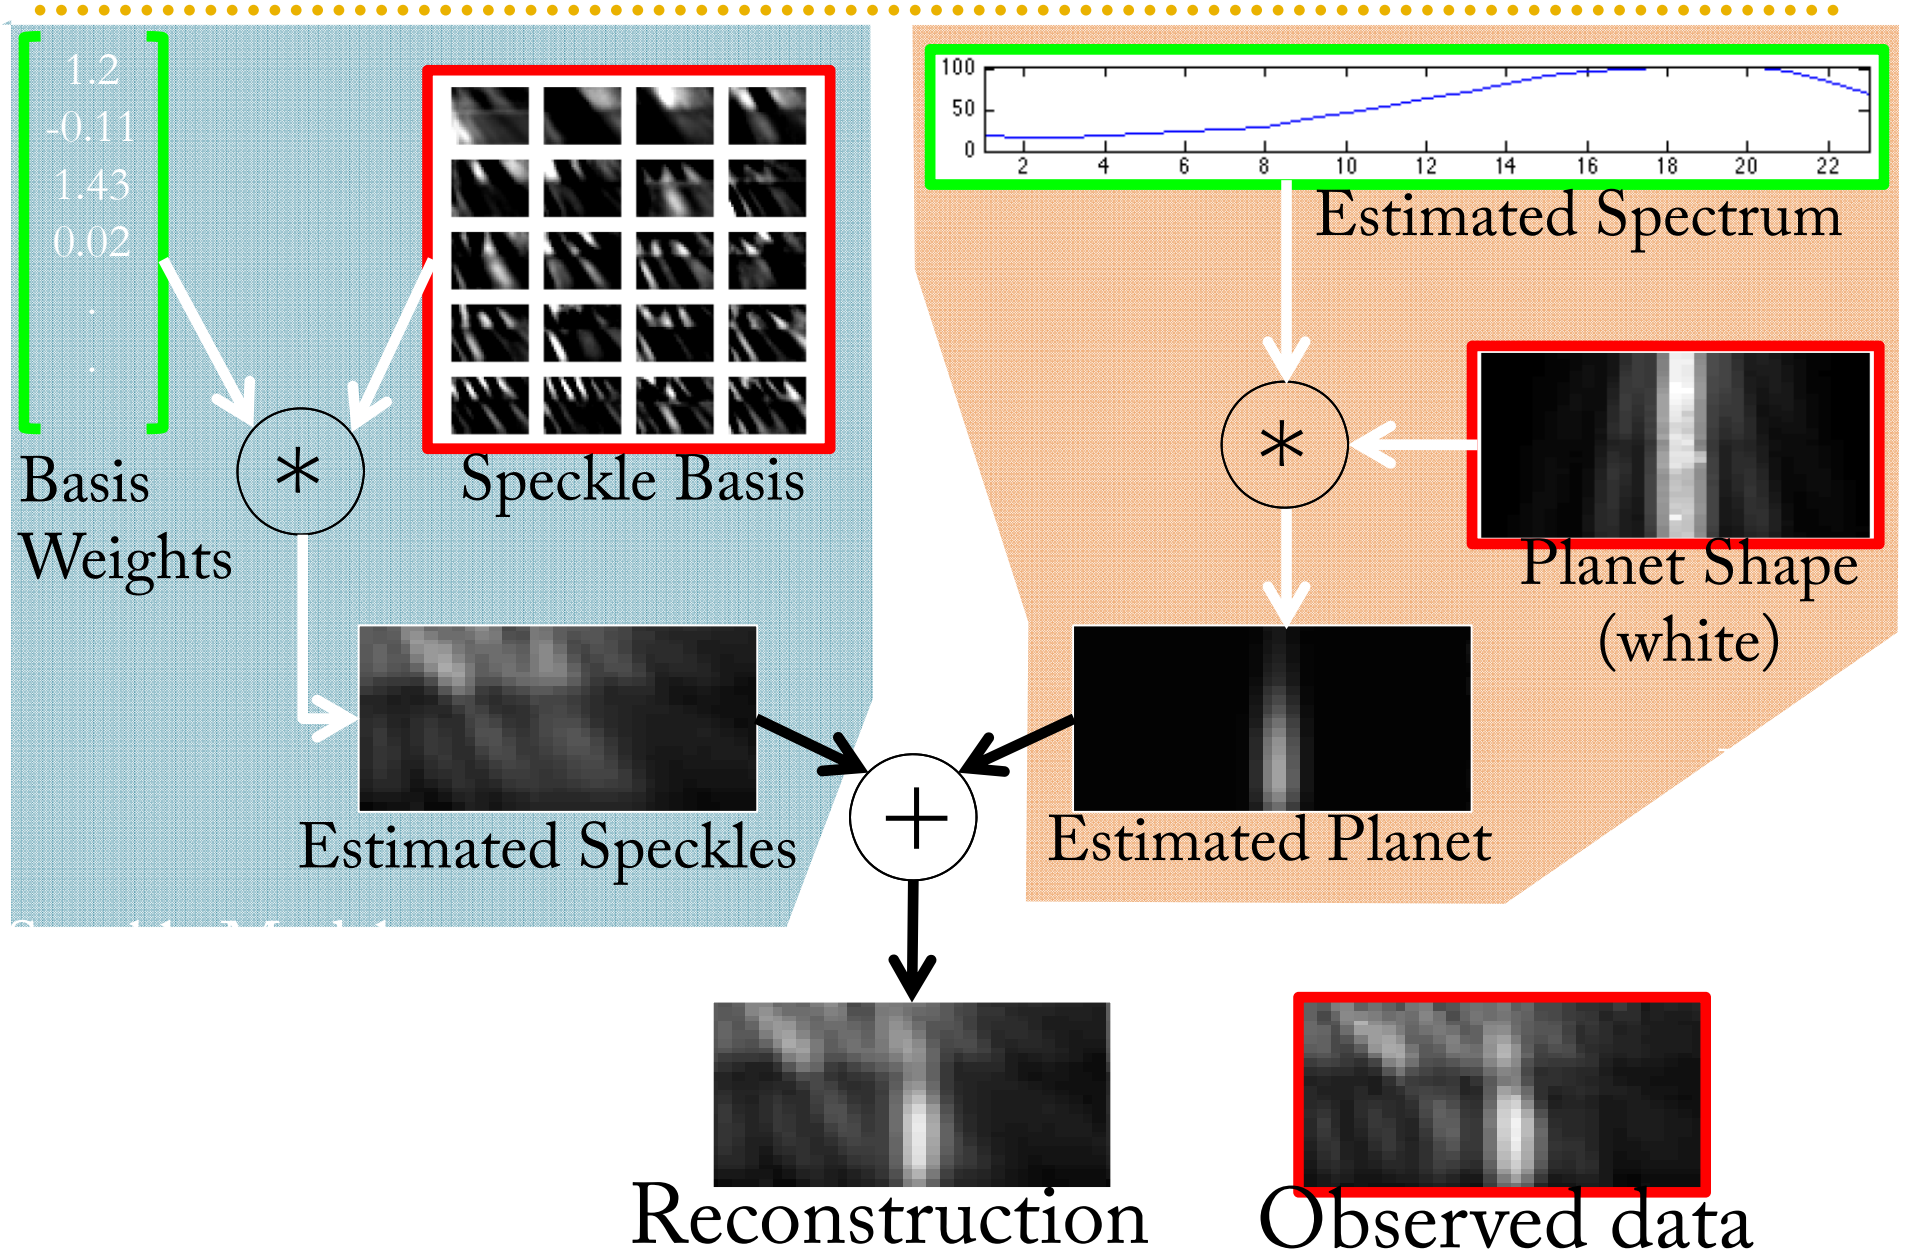 1.2
-0.11
1.43
0.02
.
.
Basis
Weights
*
Speckle Basis
100
50
0
2 4 6 8 10 12 14 16 18 20 22
Estimated Spectrum
*
Planet Shape
(white)
Estimated Speckles
+
Estimated Planet
Reconstruction
Observed data